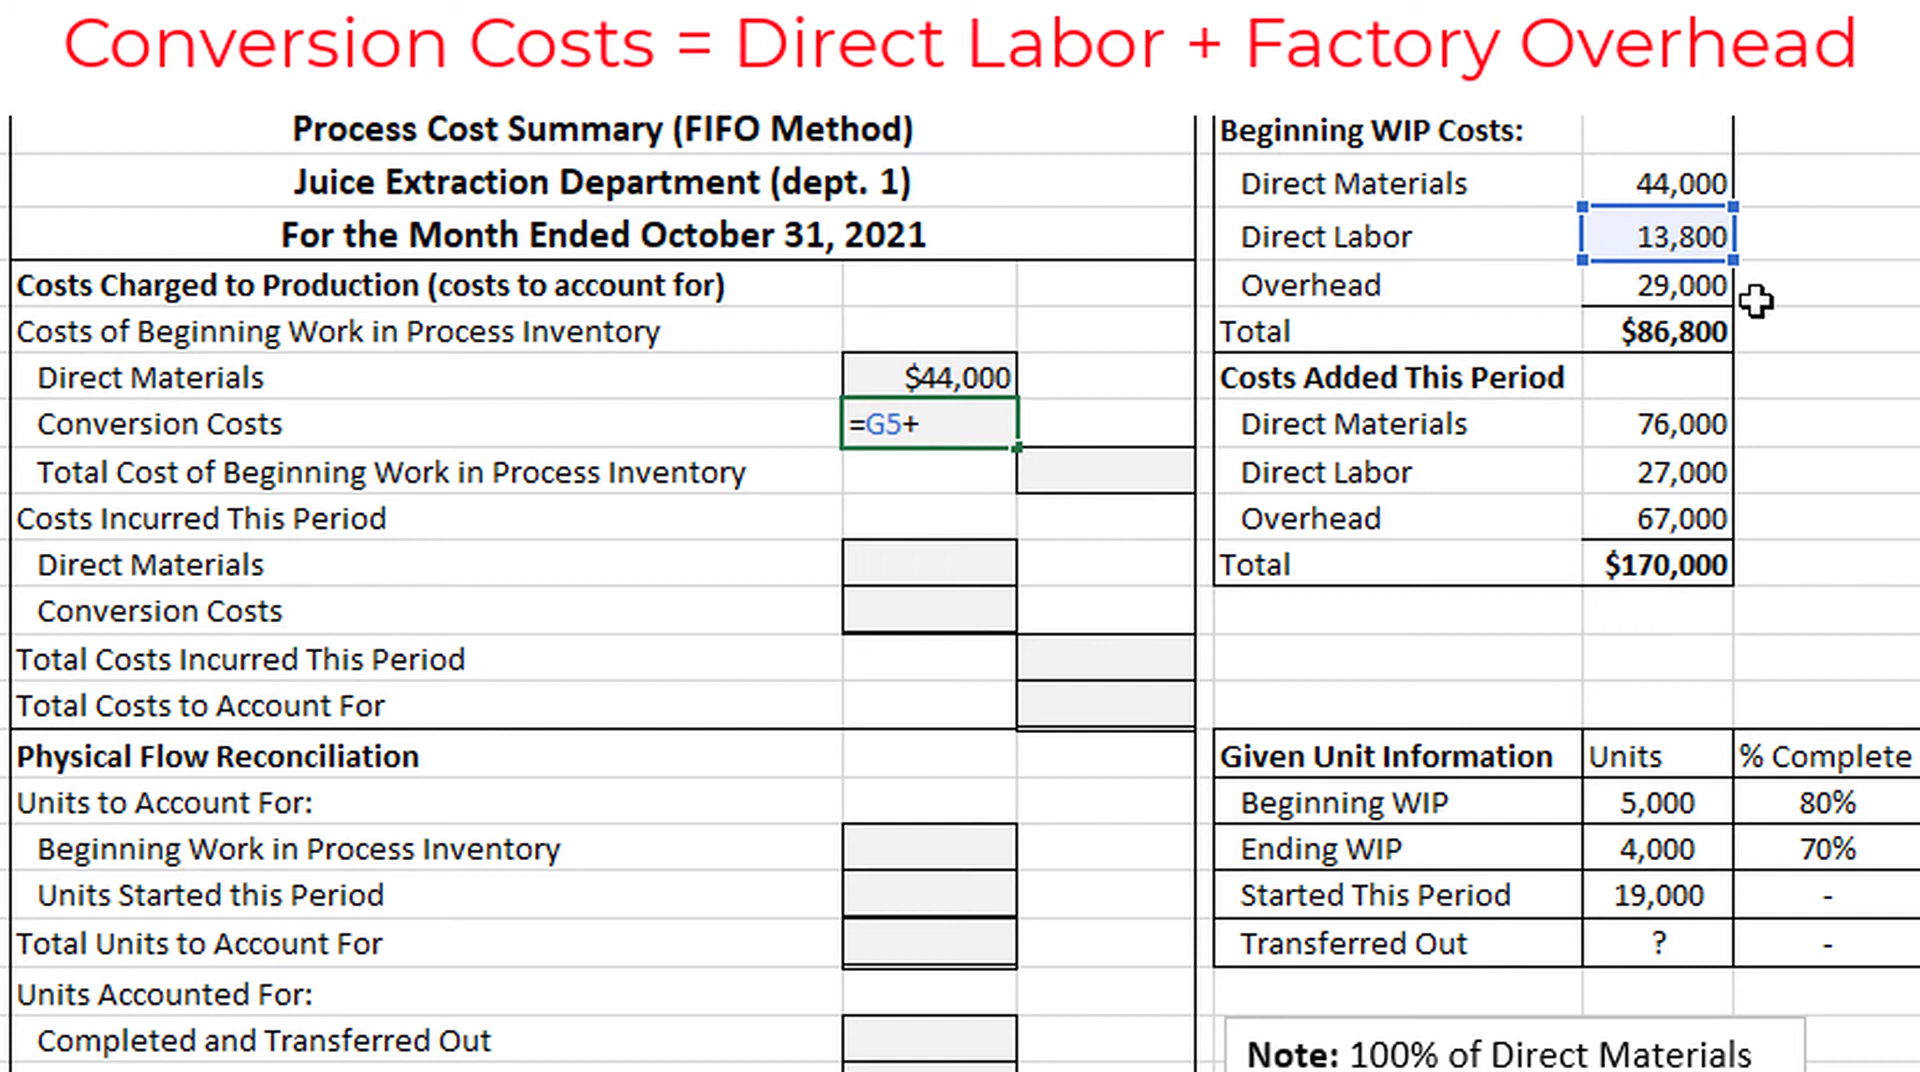 Conversion Costs = Direct Labor + Factory Overhead
Process Cost Summary (FIFO Method)
Juice Extraction Department (dept. 1)
For the Month Ended October 31, 2021
Costs Charged to Production (costs to account for)
Costs of Beginning Work in Process Inventory
Direct Materials $44,000
Conversion Costs =G5+
Total Cost of Beginning Work in Process Inventory
Costs Incurred This Period
Direct Materials
Conversion Costs
Total Costs Incurred This Period
Total Costs to Account For
Physical Flow Reconciliation
Units to Account For:
Beginning Work in Process Inventory
Units Started this Period
Total Units to Account For
Units Accounted For:
Completed and Transferred Out
Beginning WIP Costs:
Direct Materials 44,000
Direct Labor 13,800
Overhead 29,000
Total $86,800
Costs Added This Period
Direct Materials 76,000
Direct Labor 27,000
Overhead 67,000
Total $170,000
Given Unit Information Units % Complete
Beginning WIP 5,000 80%
Ending WIP 4,000 70%
Started This Period 19,000 -
Transferred Out ? -
Note: 100% of Direct Materials